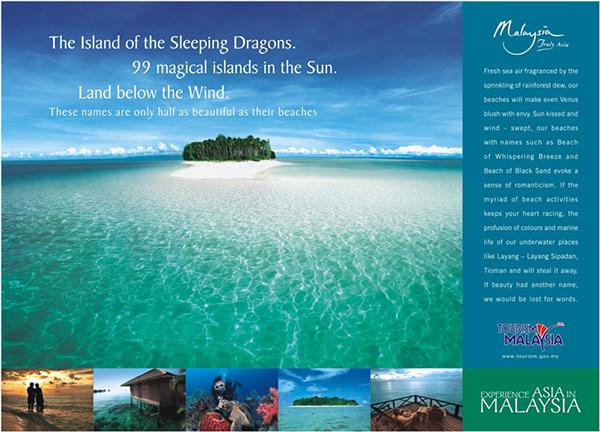 The Island of the Sleeping Dragons.
99 magical islands in the Sun.
Land below the Wind.
These names are only half as beautiful as their beaches
Malaysia
Truly Asia
Fresh sea air fragranced by the
sprinkling of rainforest dew, our
beaches will make even Venus
blush with envy. Sun kissed and
wind – swept, our beaches
with names such as Beach
of Whispering Breeze and
Beach of Black Sand evoke a
sense of romanticism. If the
myriad of beach activities
keeps your heart racing, the
profusion of colours and marine
life of our underwater places
like Layang – Layang Sipadan,
Tioman and will steal it away.
If beauty had another name,
we would be lost for words.
TOURISM
MALAYSIA
www.tourism.gov.my
EXPERIENCE ASIA IN
MALAYSIA